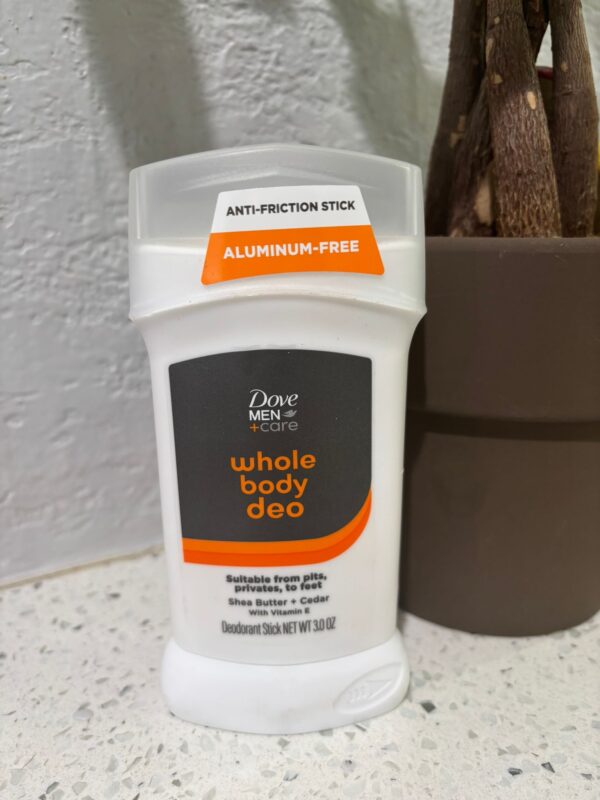 ANTI-FRICTION STICK
ALUMINUM-FREE
Dove
MEN
+care
whole
body
deo
Suitable from pits,
privates, to feet
Shea Butter + Cedar
With Vitamin E
Deodorant Stick NET WT 3.0 OZ